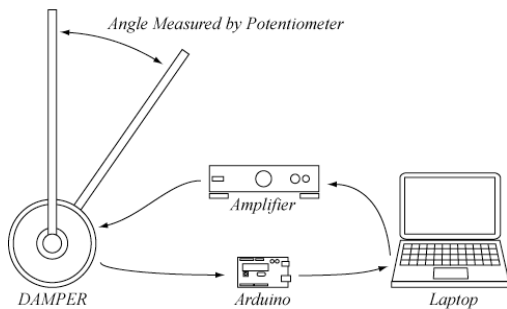 Angle Measured by Potentiometer
Amplifier
DAMPER
Arduino
Laptop